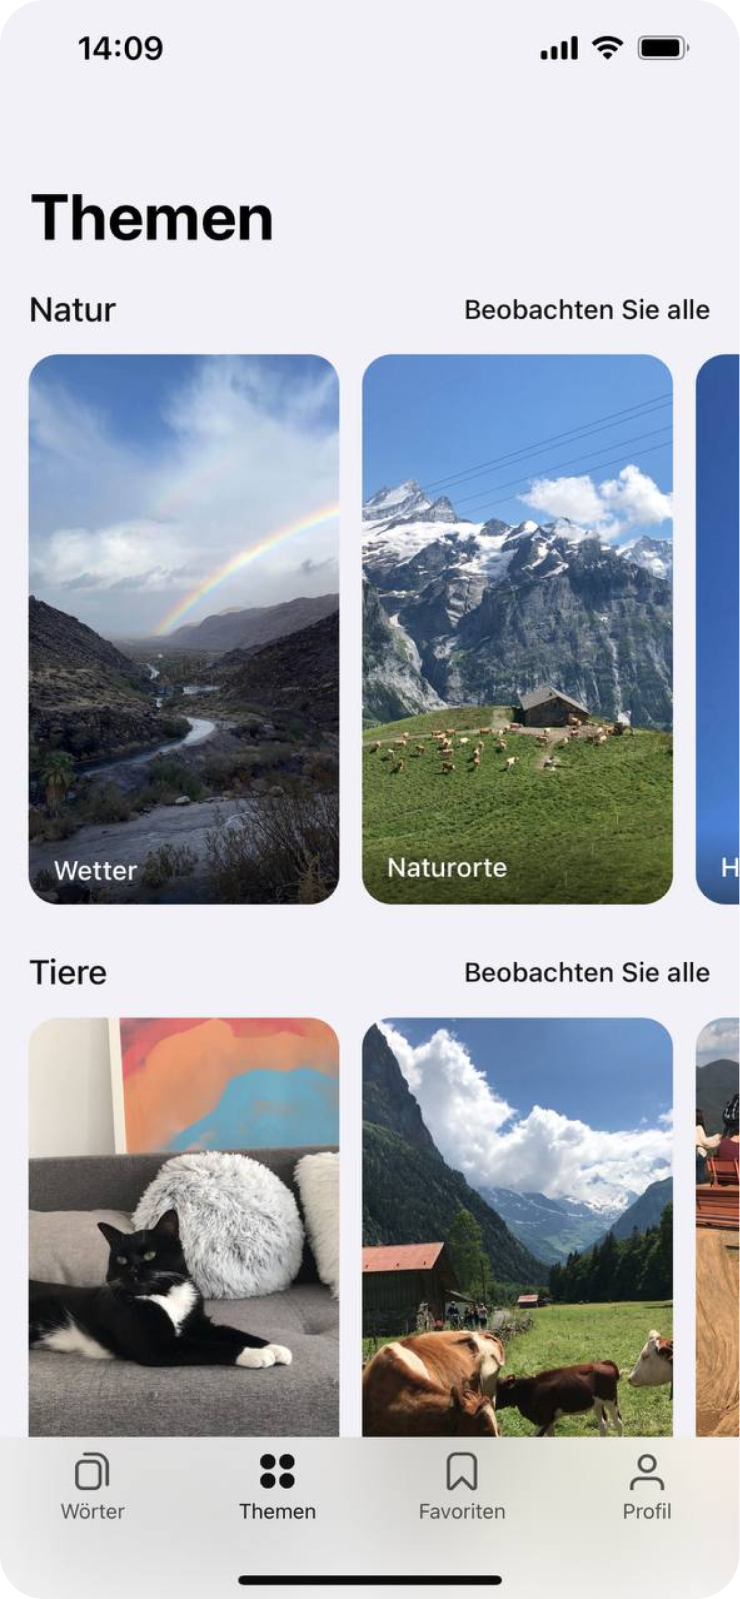 14:09
Themen
Natur
Beobachten Sie alle
Wetter
Naturorte
H
Tiere
Beobachten Sie alle
Wörter
Themen
Favoriten
Profil